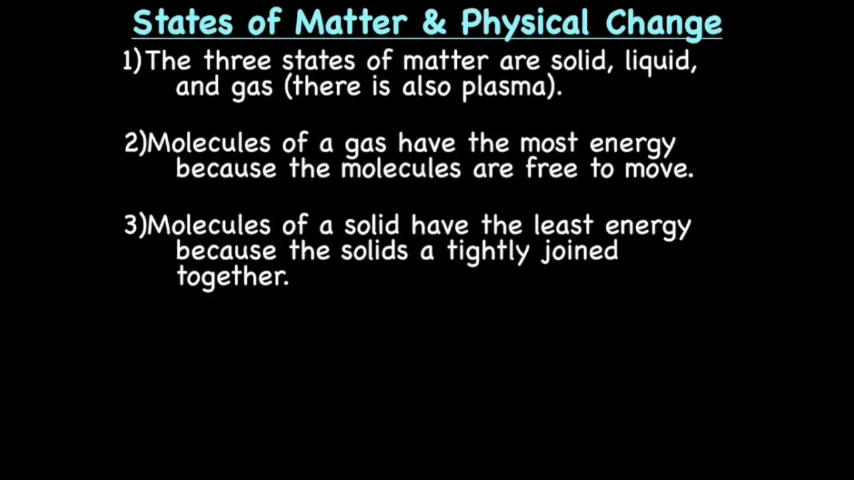 States of Matter & Physical Change
1)The three states of matter are solid, liquid,
and gas (there is also plasma).
2)Molecules of a gas have the most energy
because the molecules are free to move.
3)Molecules of a solid have the least energy
because the solids a tightly joined
together.